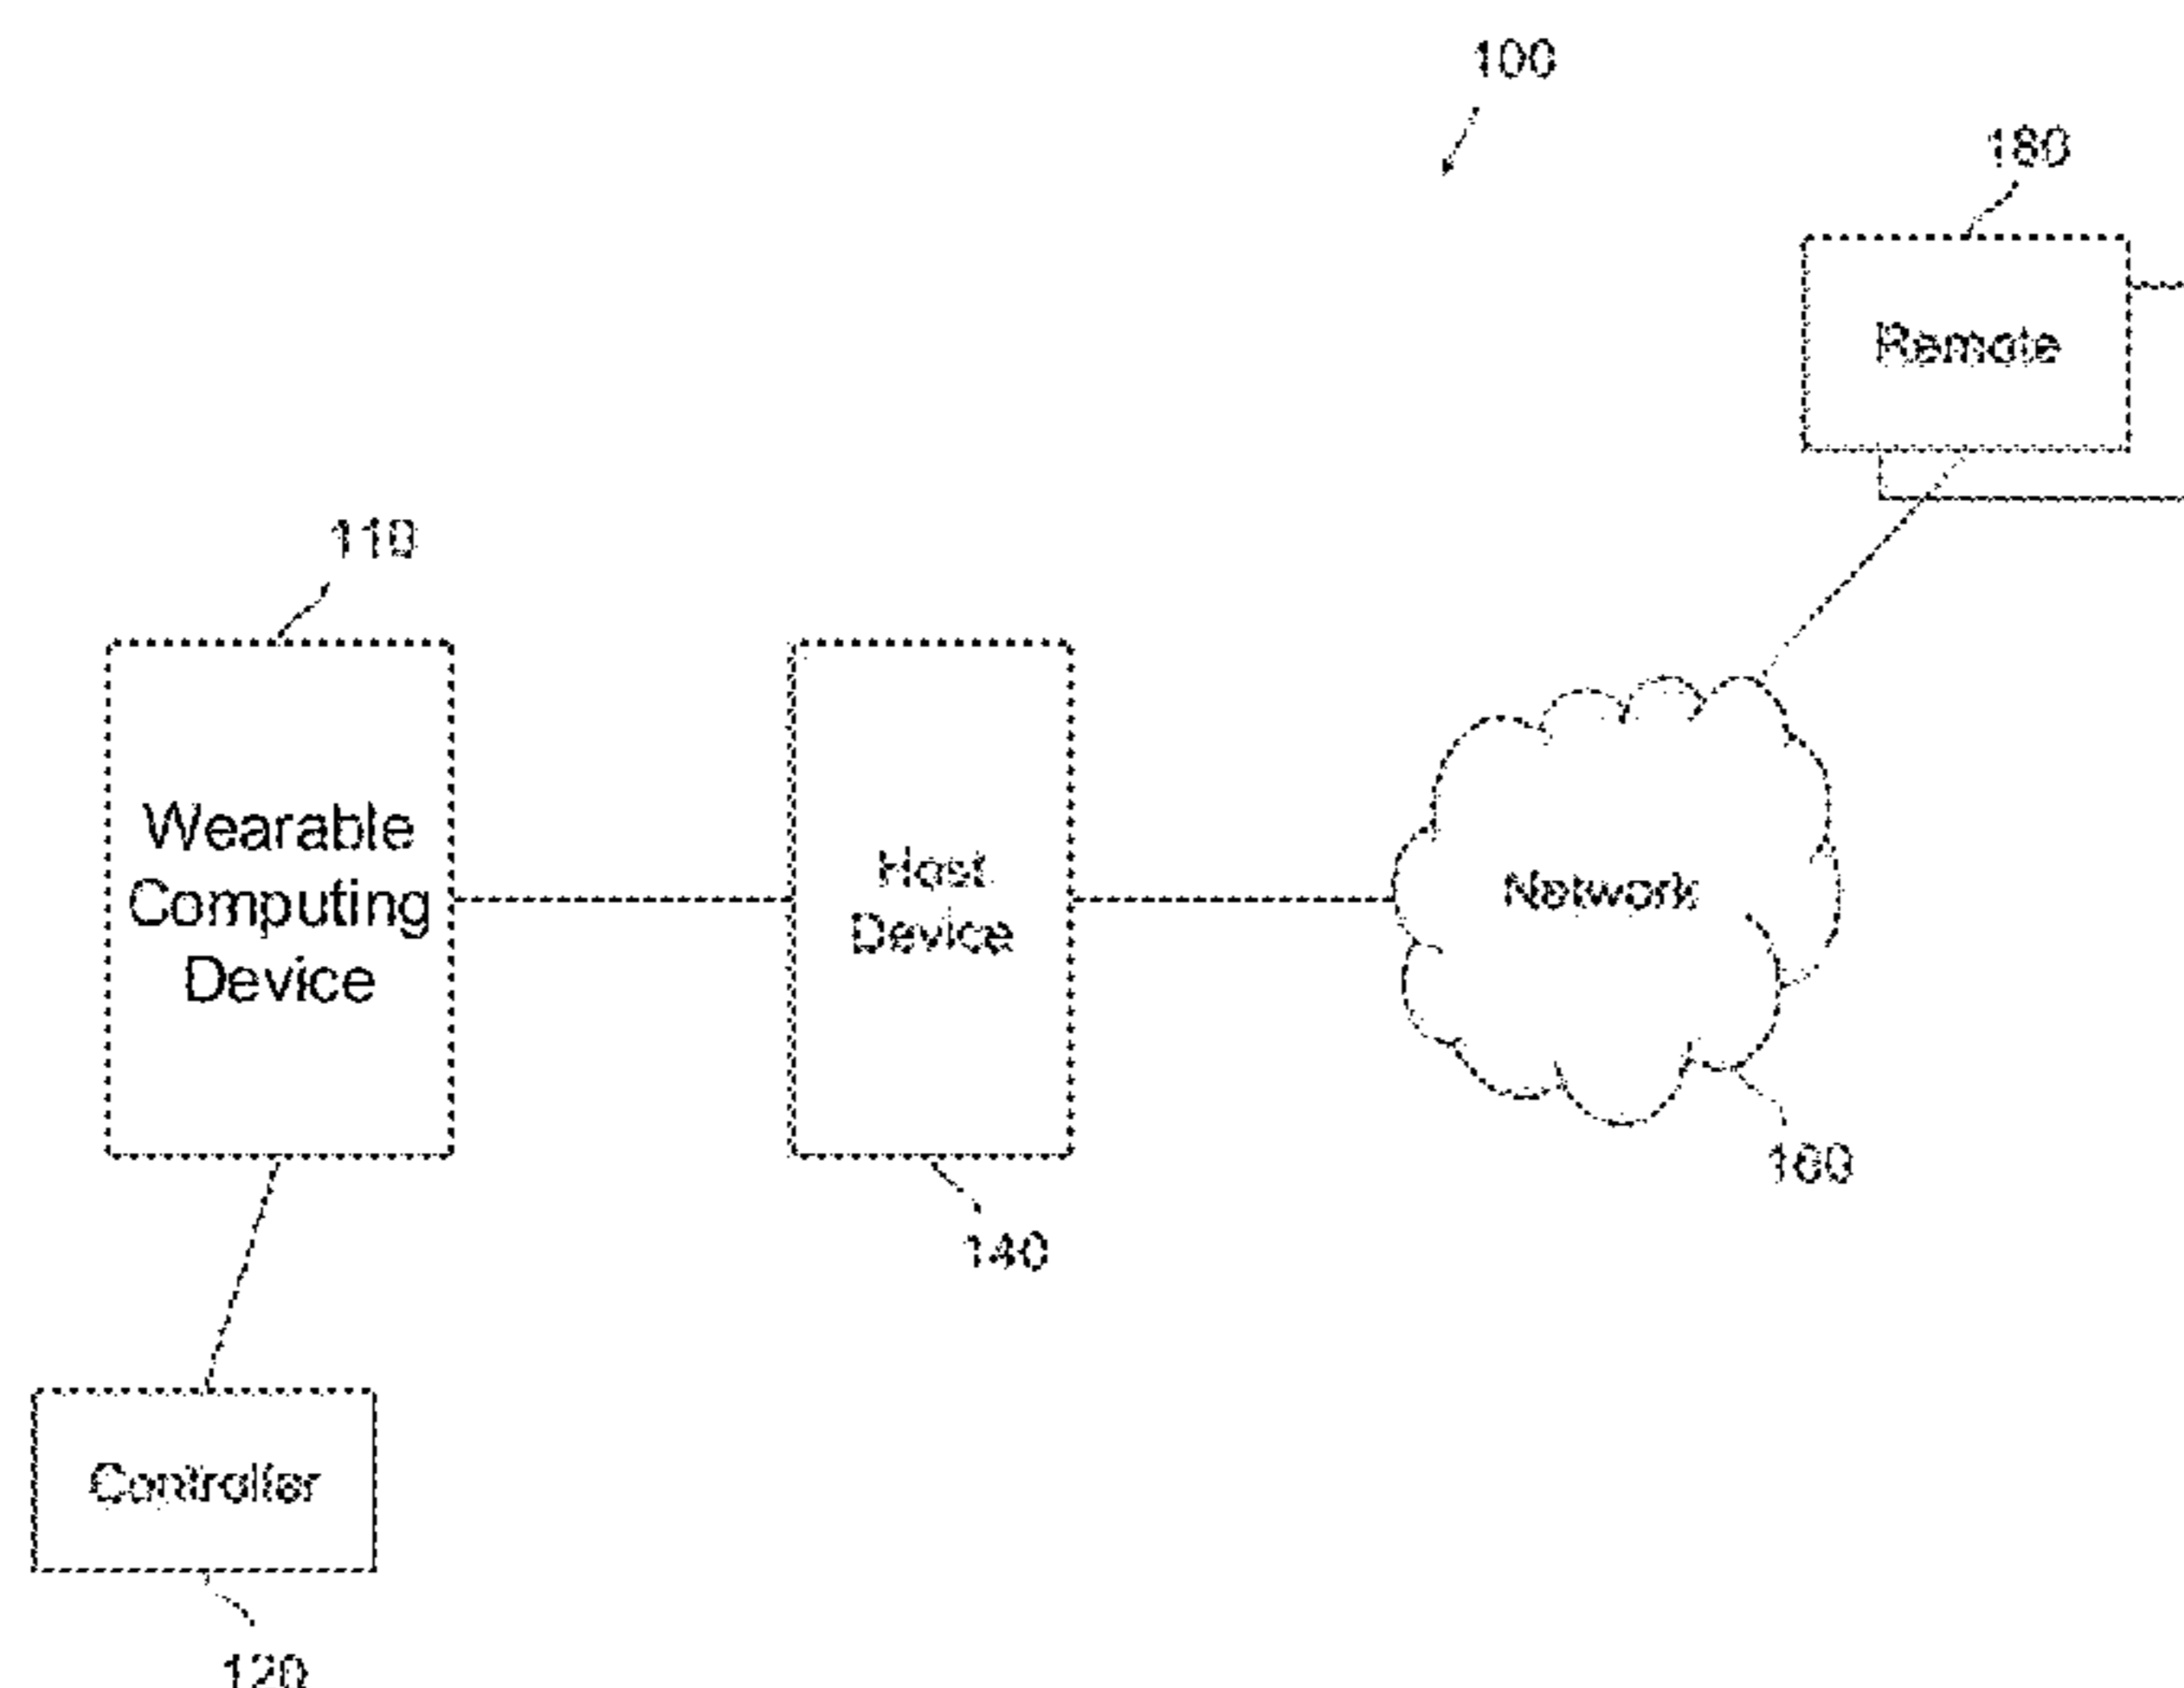 100
180
Remote
110
Wearable
Computing
Device
Host
Device
Network
160
140
Controller
120